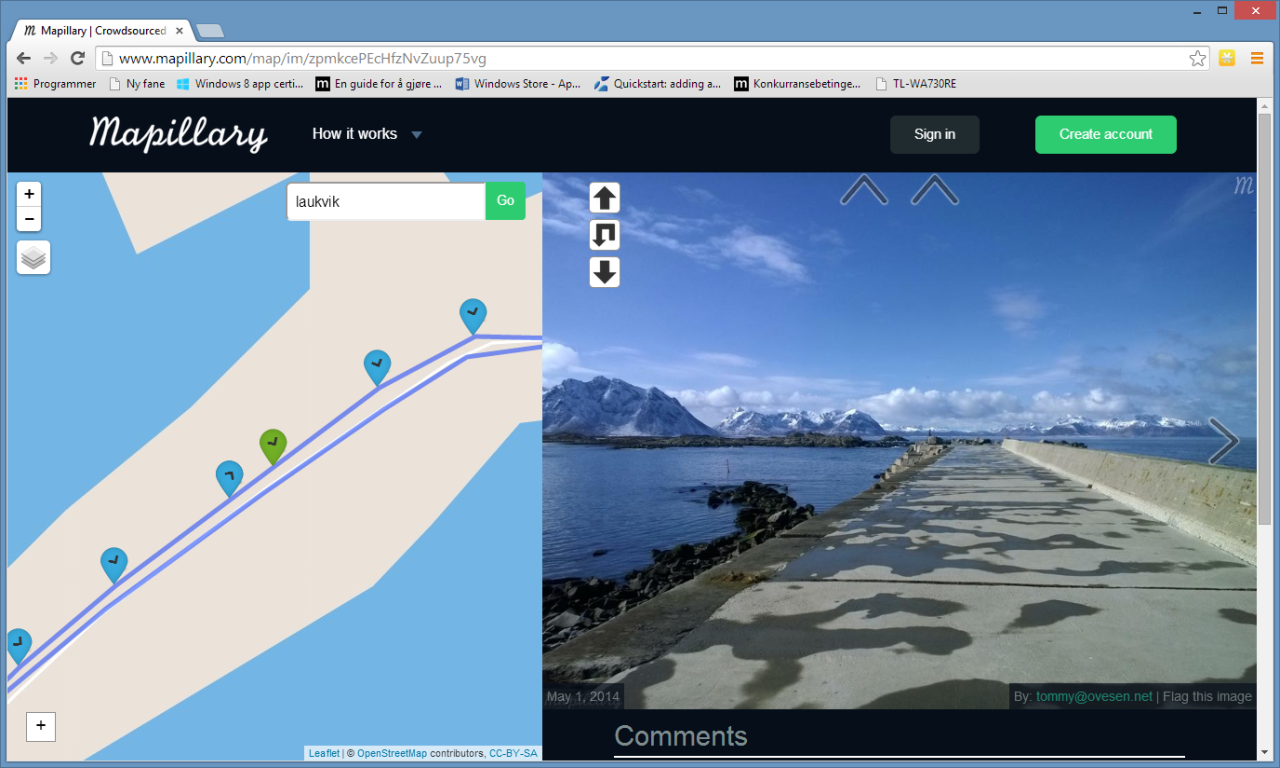 m Mapillary | Crowdsourced
www.mapillary.com/map/im/zpmkcePEcHfzNvZuup75vg
Programmer Ny fane Windows 8 app certi... m En guide for å gjøre ... Windows Store - Ap... Quickstart: adding a... m Konkurransebetinge... TL-WA730RE
Mapillary How it works Sign in Create account
+
−
laukvik Go
m
May 1, 2014
By: tommy@ovesen.net | Flag this image
+
Leaflet | © OpenStreetMap contributors, CC-BY-SA
Comments